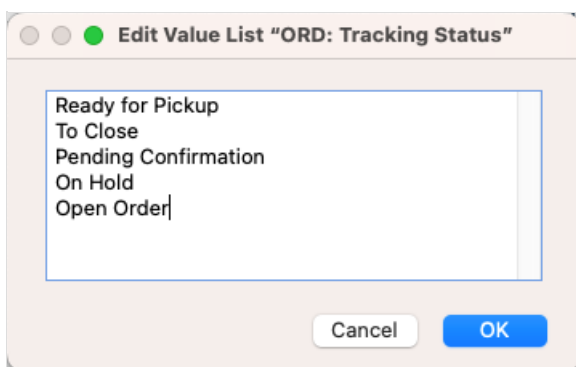 Edit Value List “ORD: Tracking Status”
Ready for Pickup
To Close
Pending Confirmation
On Hold
Open Order
Cancel
OK